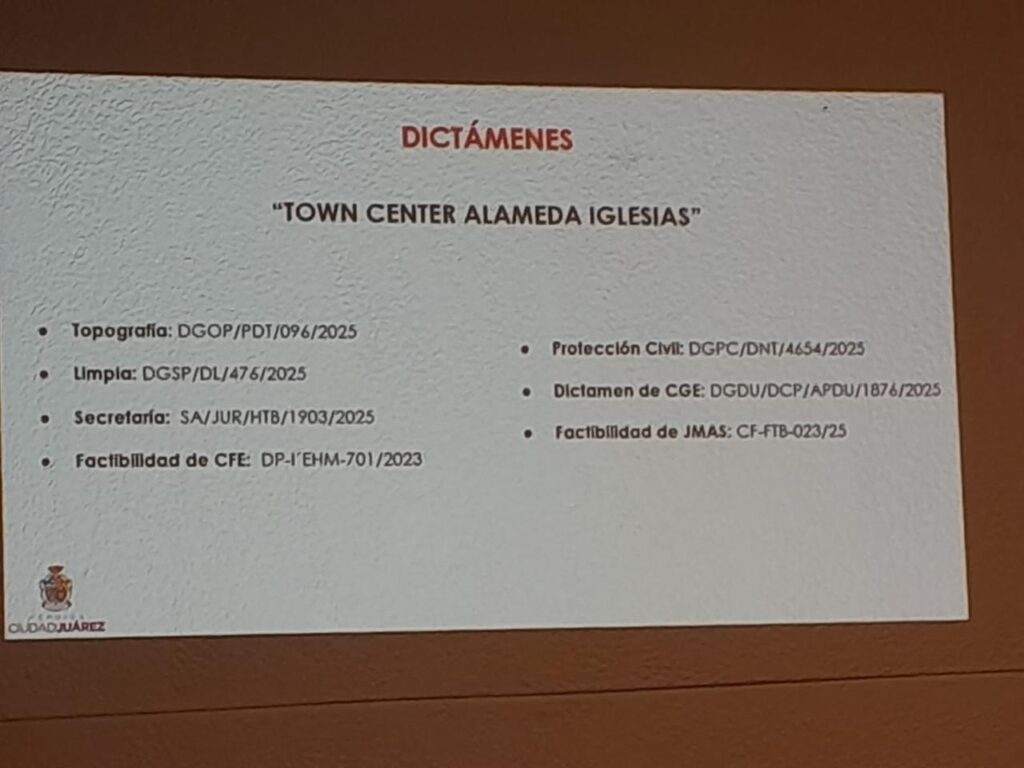 DICTÁMENES
“TOWN CENTER ALAMEDA IGLESIAS”
• Topografía: DGOP/PDT/096/2025
• Limpia: DGSP/DL/476/2025
• Secretaría: SA/JUR/HTB/1903/2025
• Factibilidad de CFE: DP-I´EHM-701/2023
• Protección Civil: DGPC/DNT/4654/2025
• Dictamen de CGE: DGDU/DCP/APDU/1876/2025
• Factibilidad de JMAS: CF-FTB-023/25
CIUDADJUÁREZ